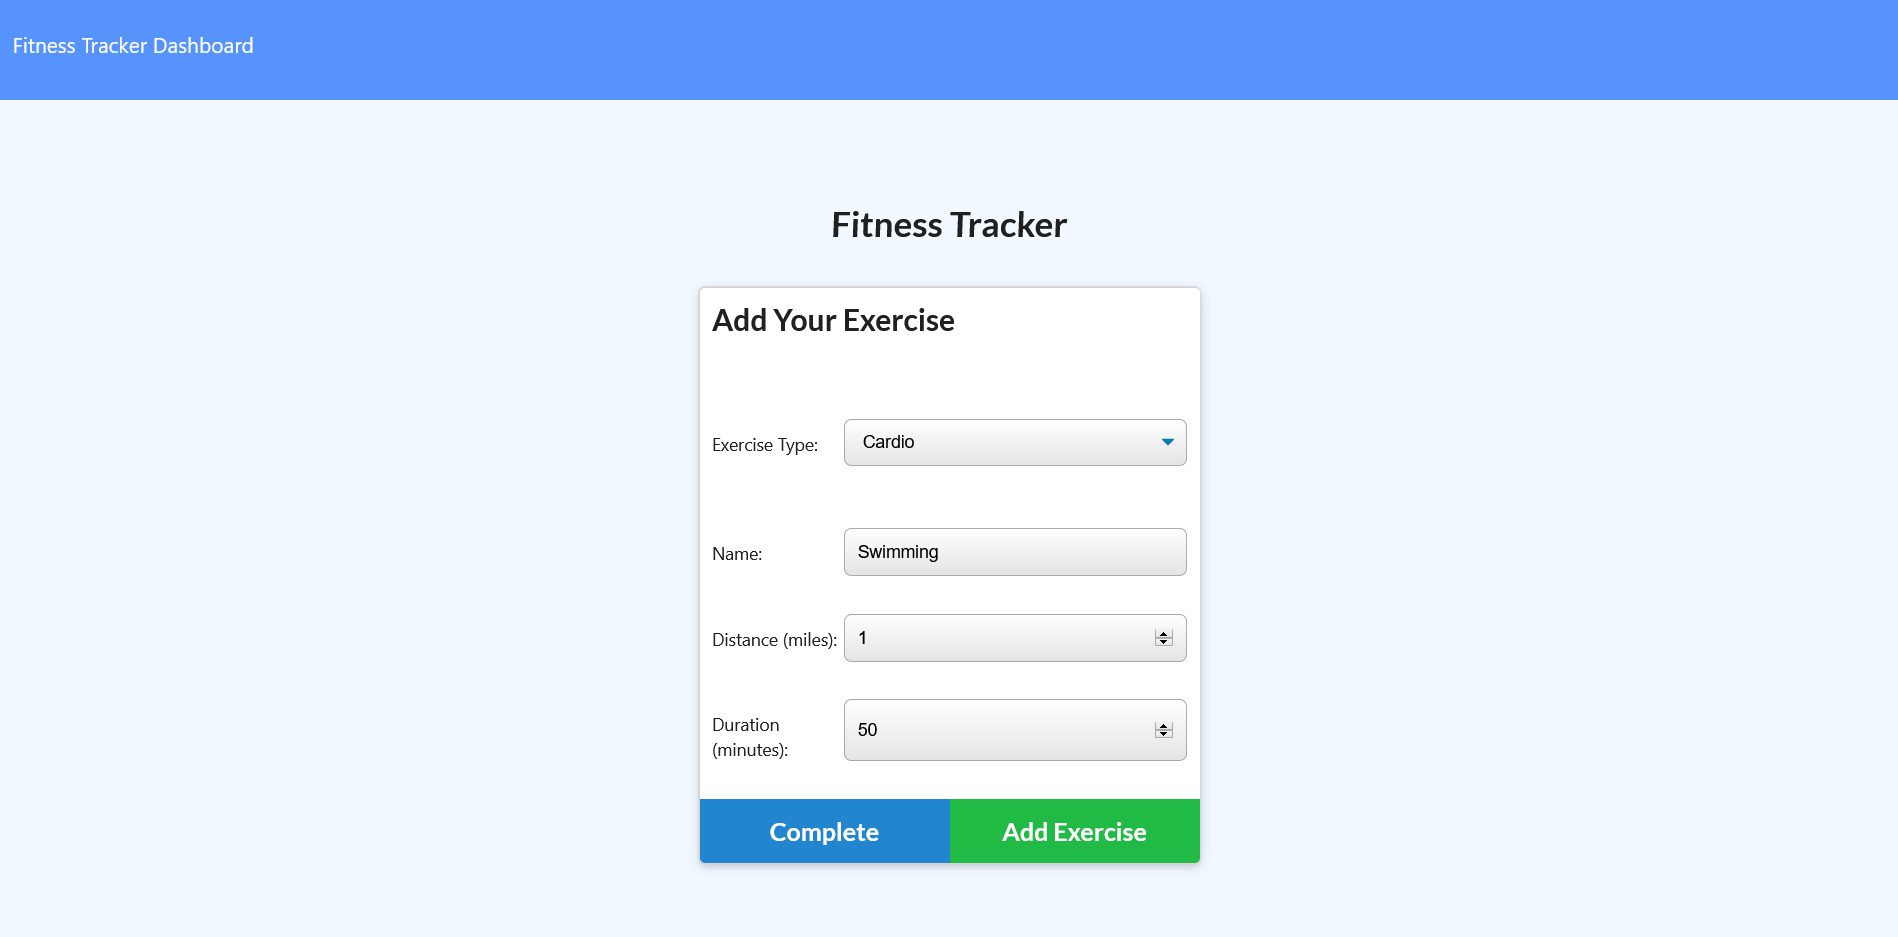 Fitness Tracker Dashboard
Fitness Tracker
Add Your Exercise
Exercise Type: Cardio
Name: Swimming
Distance (miles): 1
Duration
(minutes): 50
Complete Add Exercise